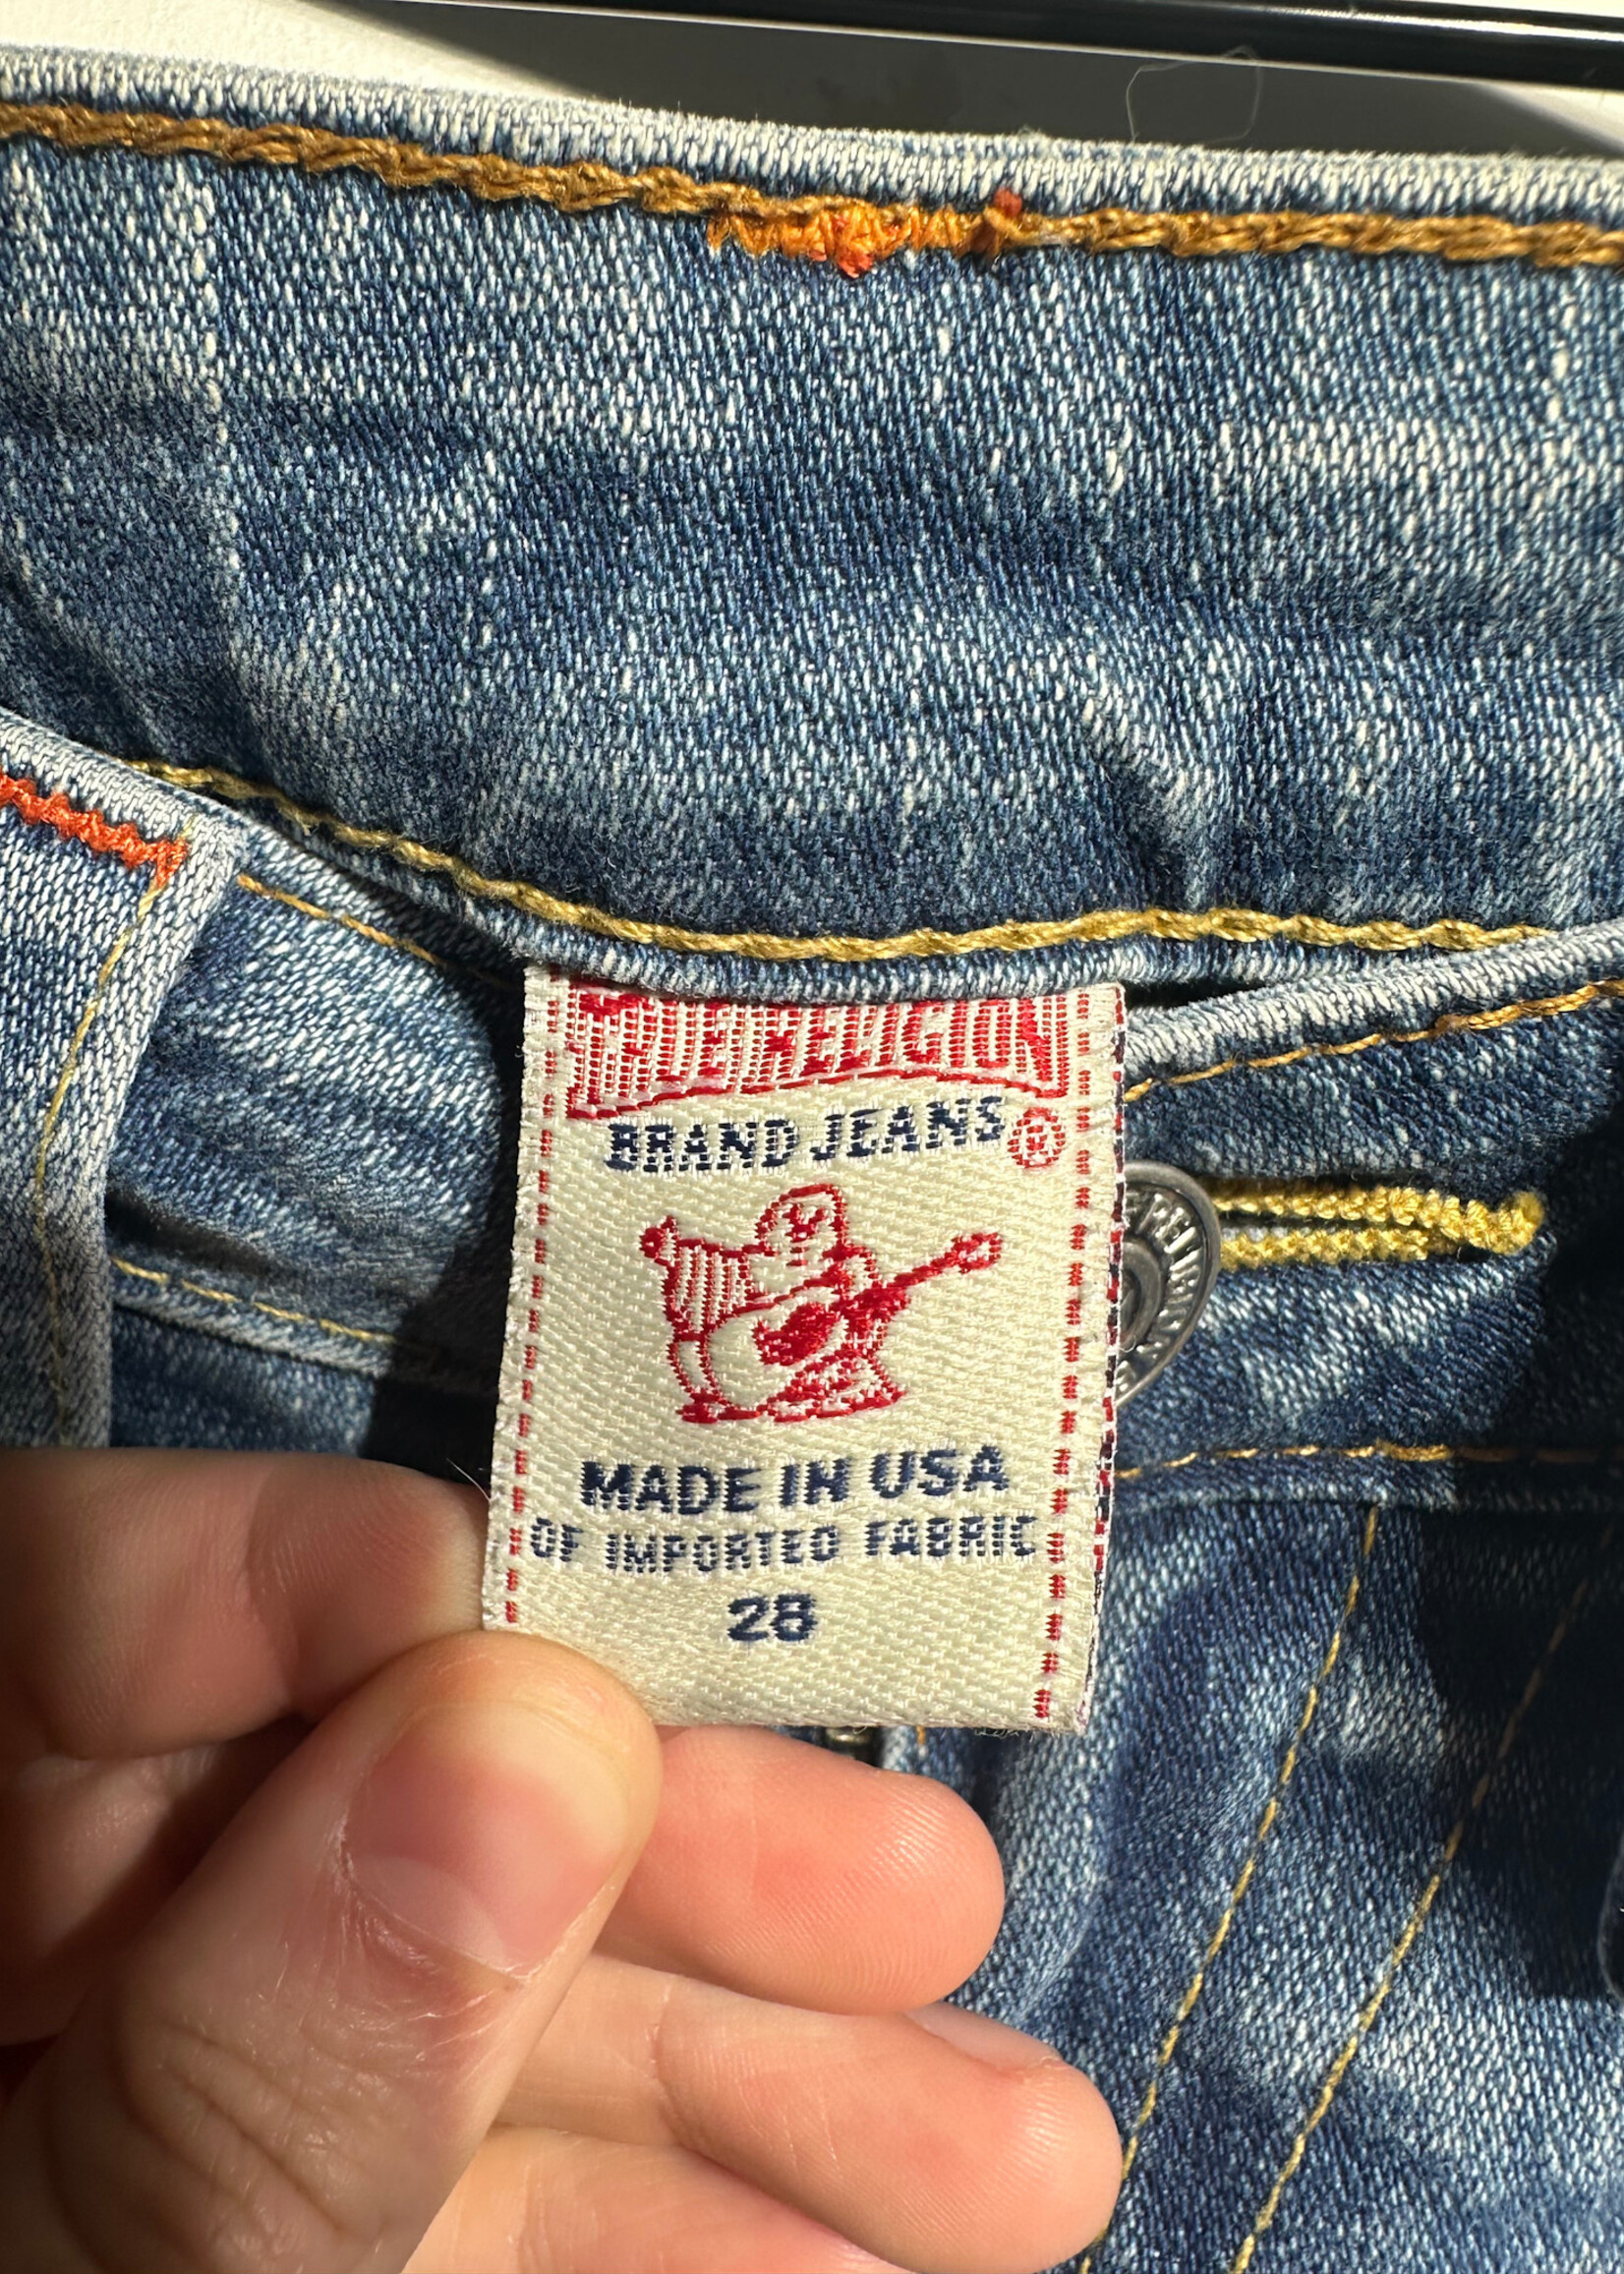 TRUE RELIGION
BRAND JEANS®
MADE IN USA
OF IMPORTED FABRIC
28